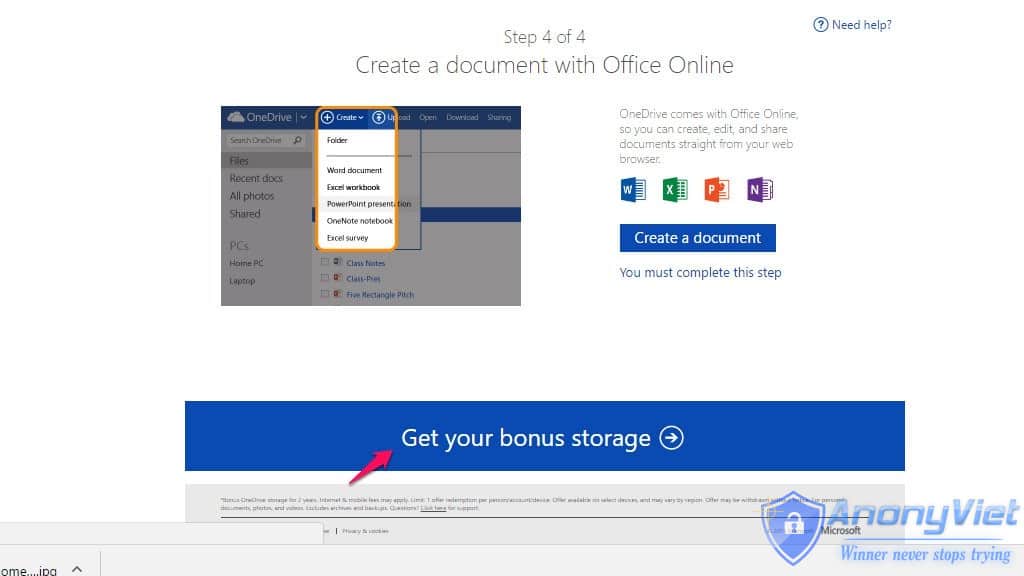 Need help?
Step 4 of 4
Create a document with Office Online
OneDrive
Create
Upload
Open
Download
Sharing
Search OneDrive
Files
Recent docs
All photos
Shared
PCs
Home PC
Laptop
Folder
Word document
Excel workbook
PowerPoint presentation
OneNote notebook
Excel survey
Class Notes
Class-Pres
Five Rectangle Pitch
OneDrive comes with Office Online,
so you can create, edit, and share
documents straight from your web
browser.
Create a document
You must complete this step
Get your bonus storage
*Bonus OneDrive storage for 2 years. Internet & mobile fees may apply. Limit: 1 offer redemption per person/account/device. Offer available on select devices, and may vary by region. Offer may be withdrawn For personal
documents, photos, and videos. Excludes archives and backups. Questions? Click here for support.
Privacy & cookies
Microsoft
AnonyViet
Winner never stops trying
ome....jpg